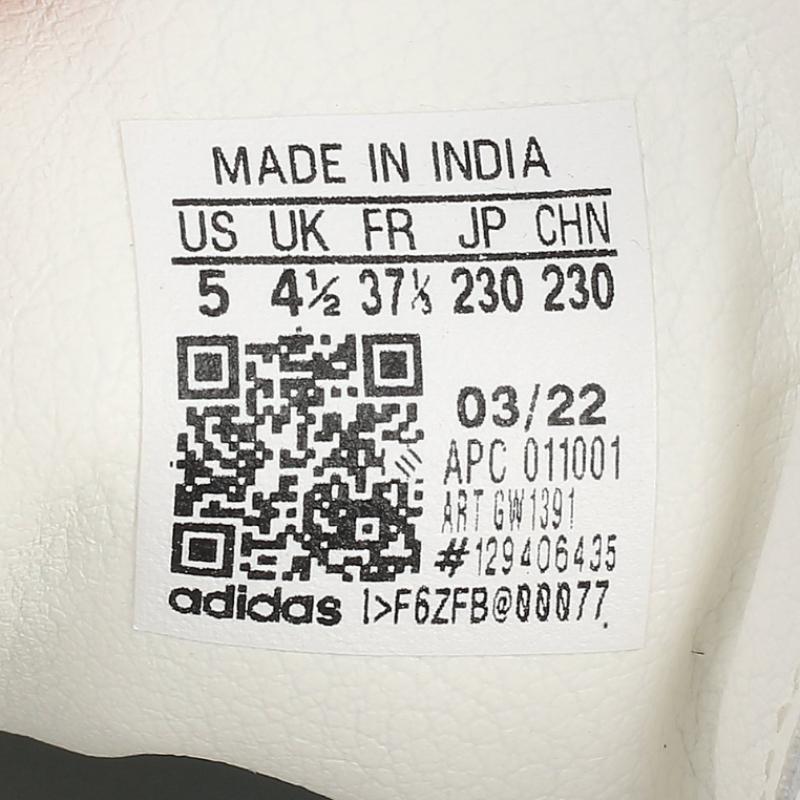 MADE IN INDIA
US UK FR JP CHN
5 4½ 37⅓ 230 230
03/22
APC 011001
ART GW1391
#129406435
adidas I>F6ZFB@00077.